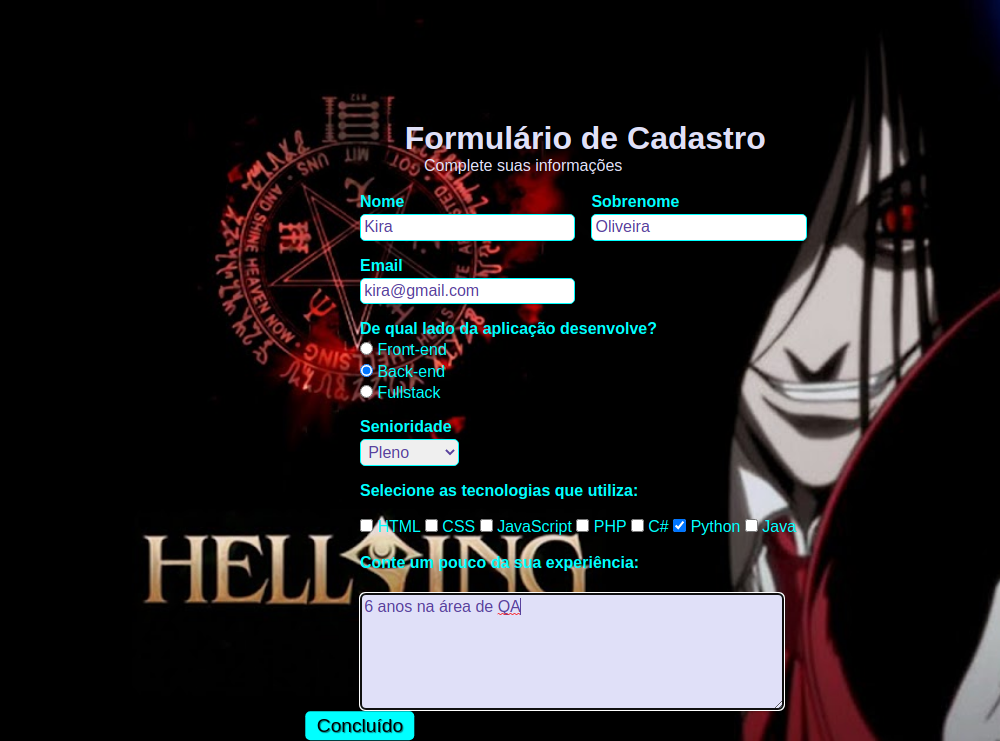 Formulário de Cadastro
Complete suas informações
Nome Sobrenome
Kira Oliveira
Email
kira@gmail.com
De qual lado da aplicação desenvolve?
Front-end
Back-end
Fullstack
Senioridade
Pleno
Selecione as tecnologias que utiliza:
HTML CSS JavaScript PHP C# Python Java
HELLSING
Conte um pouco da sua experiência:
6 anos na área de QA
Concluído